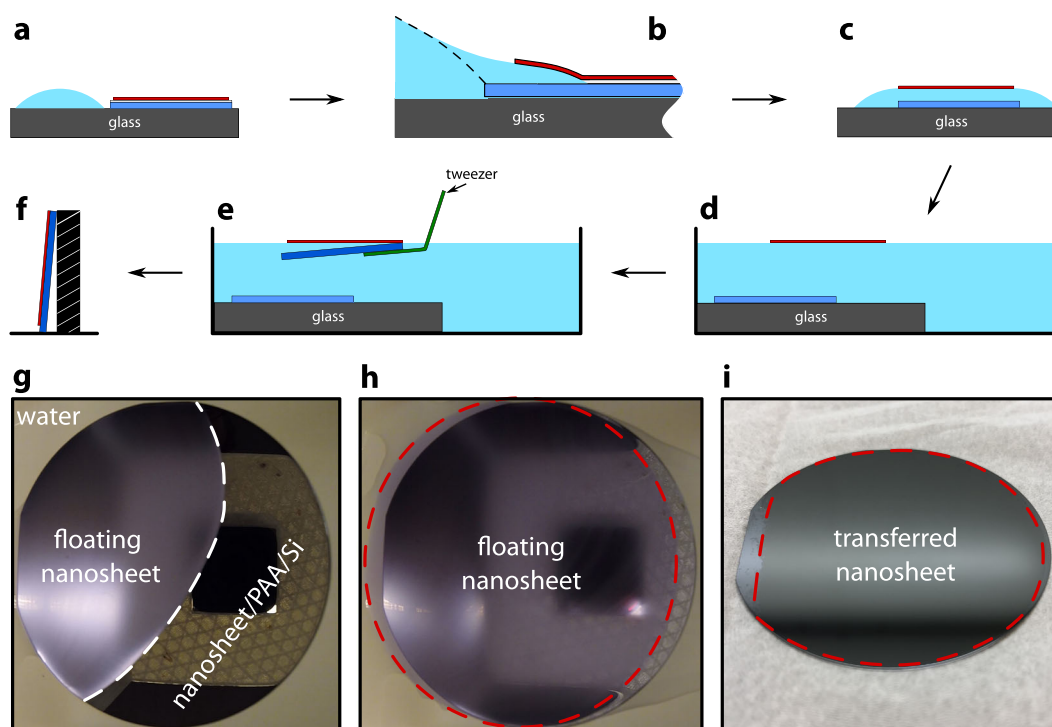 a
b
c
glass
glass
glass
tweezer
f
e
d
glass
glass
g
h
i
water
floating
nanosheet
nanosheet/PAA/Si
floating
nanosheet
transferred
nanosheet